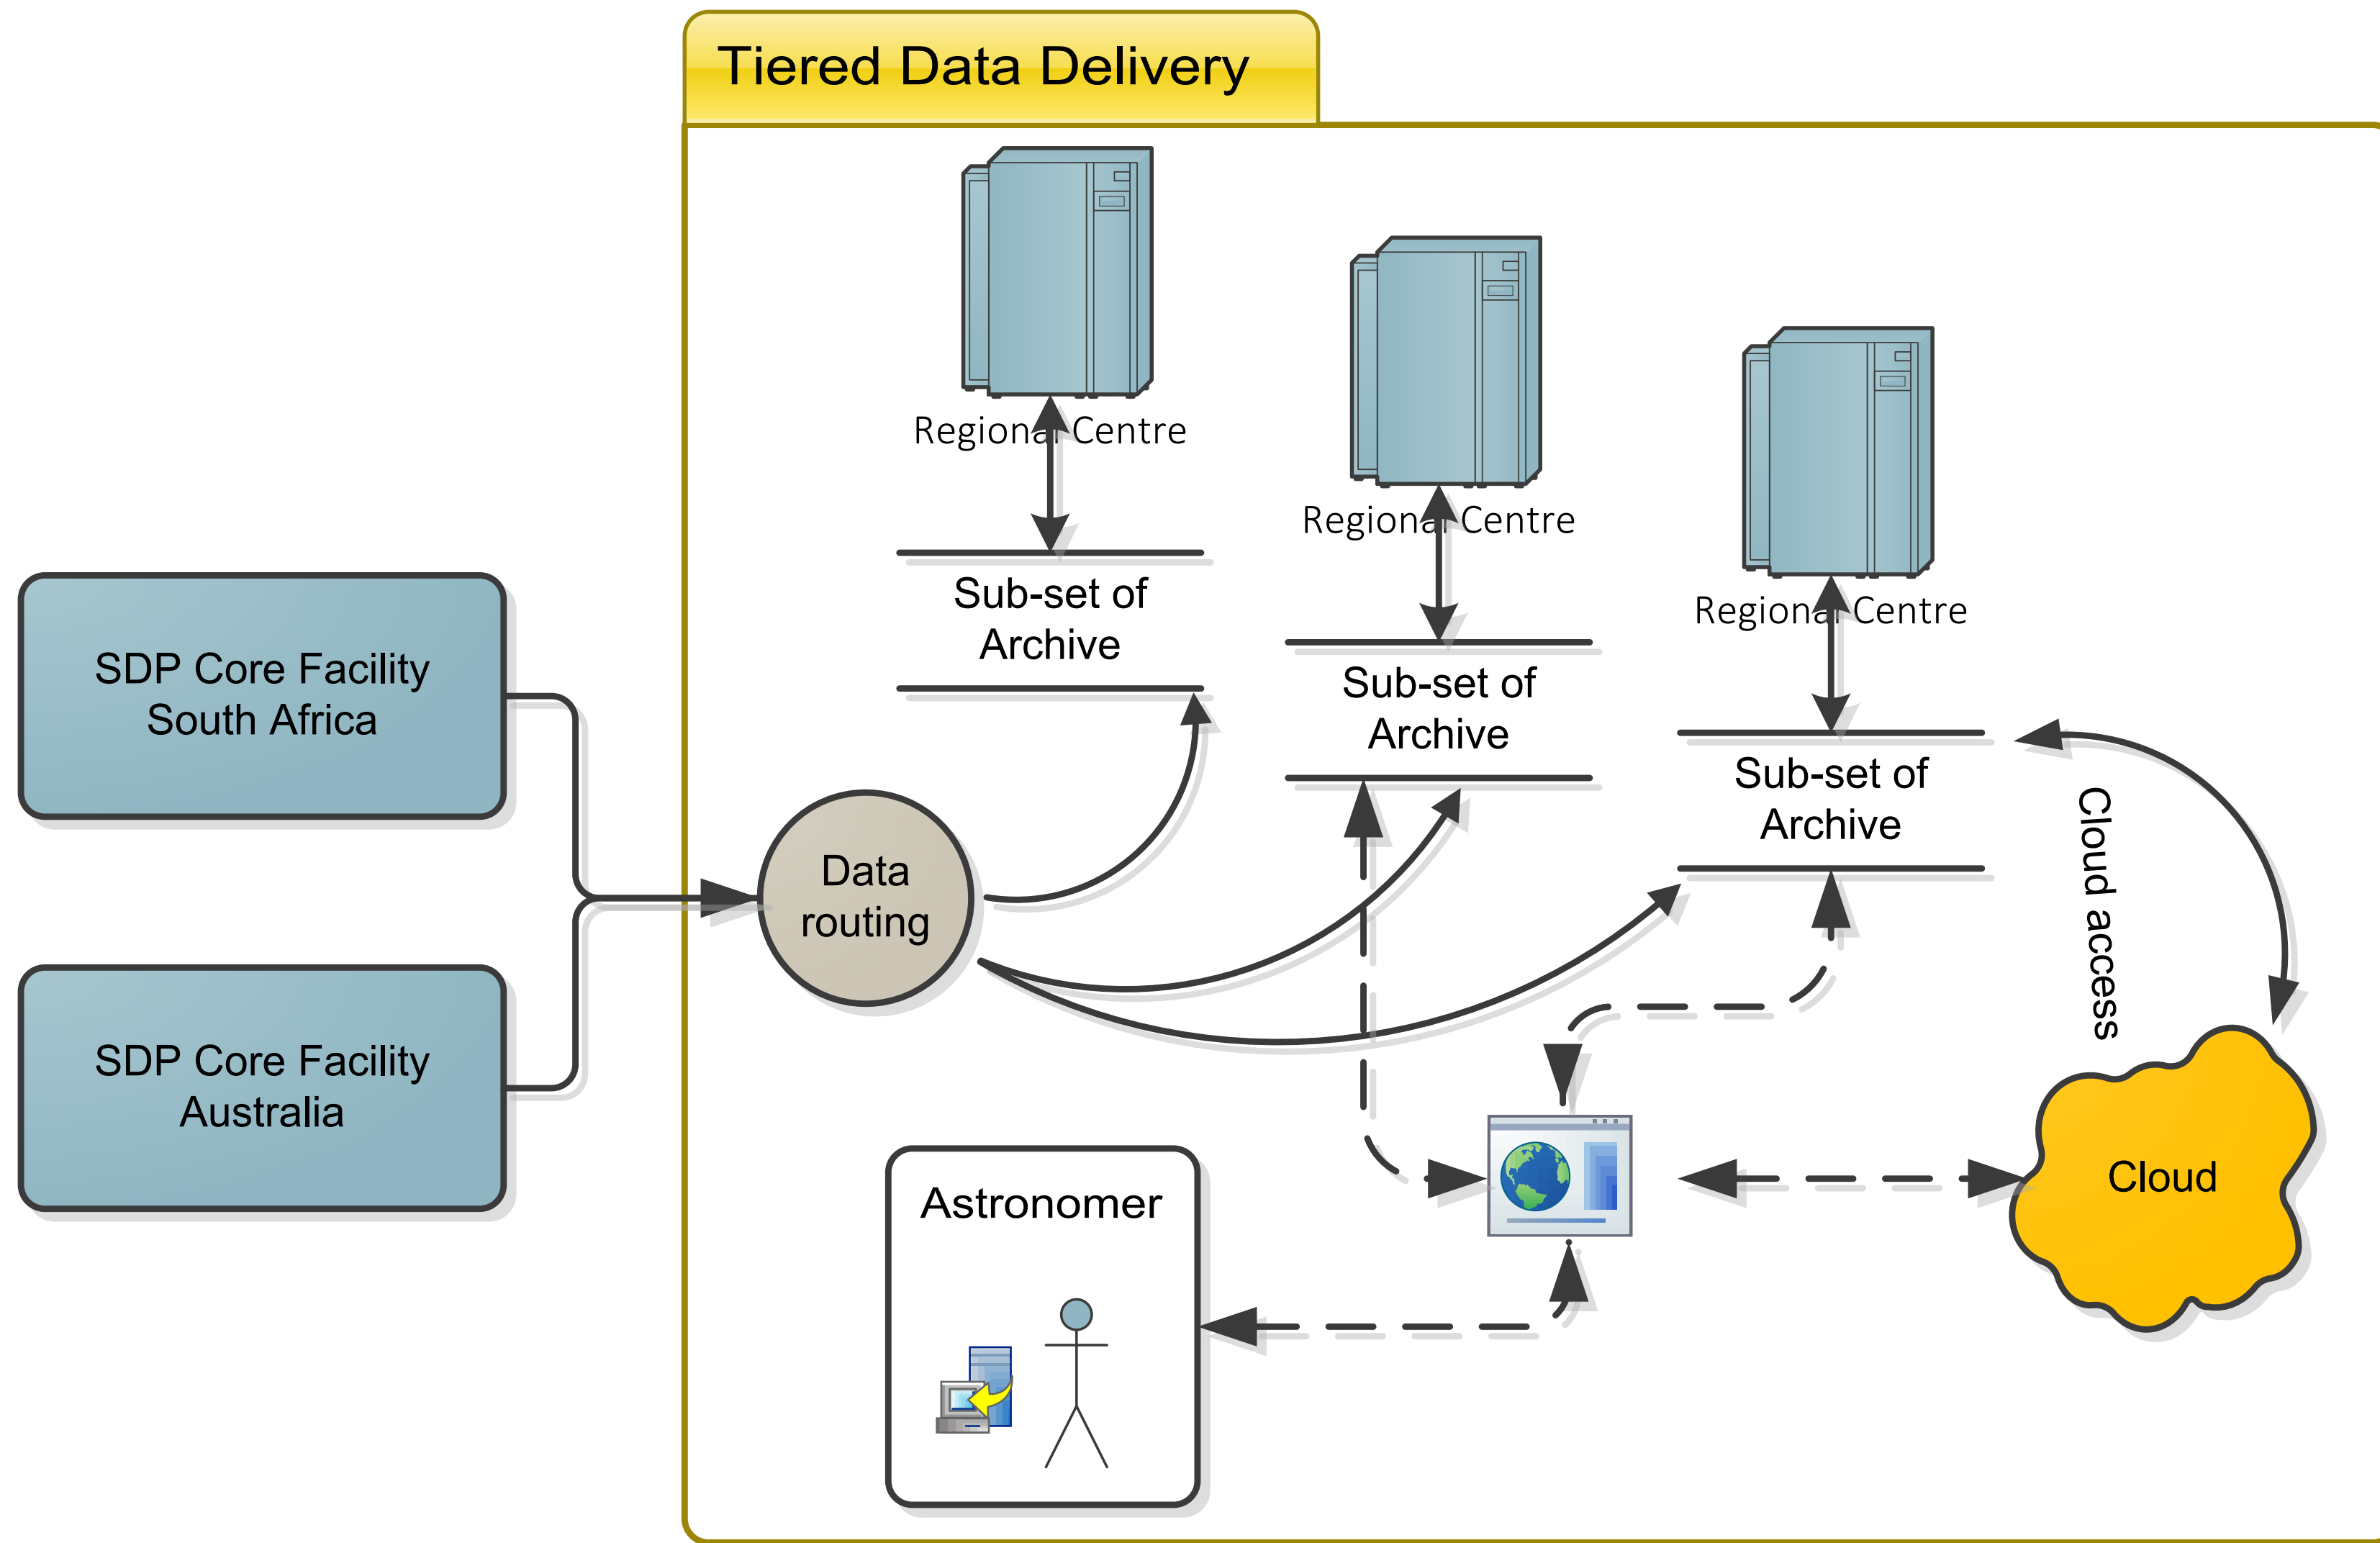 Tiered Data Delivery
Regional Centre
Sub-set of
Archive
Regional Centre
Sub-set of
Archive
Regional Centre
Sub-set of
Archive
SDP Core Facility
South Africa
SDP Core Facility
Australia
Data
routing
Cloud access
Astronomer
Cloud